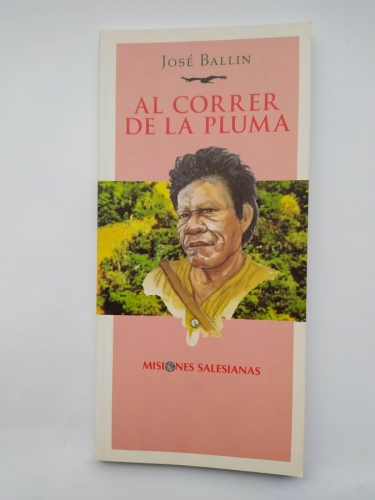 JOSÉ BALLIN
AL CORRER
DE LA PLUMA
MISIONES SALESIANAS